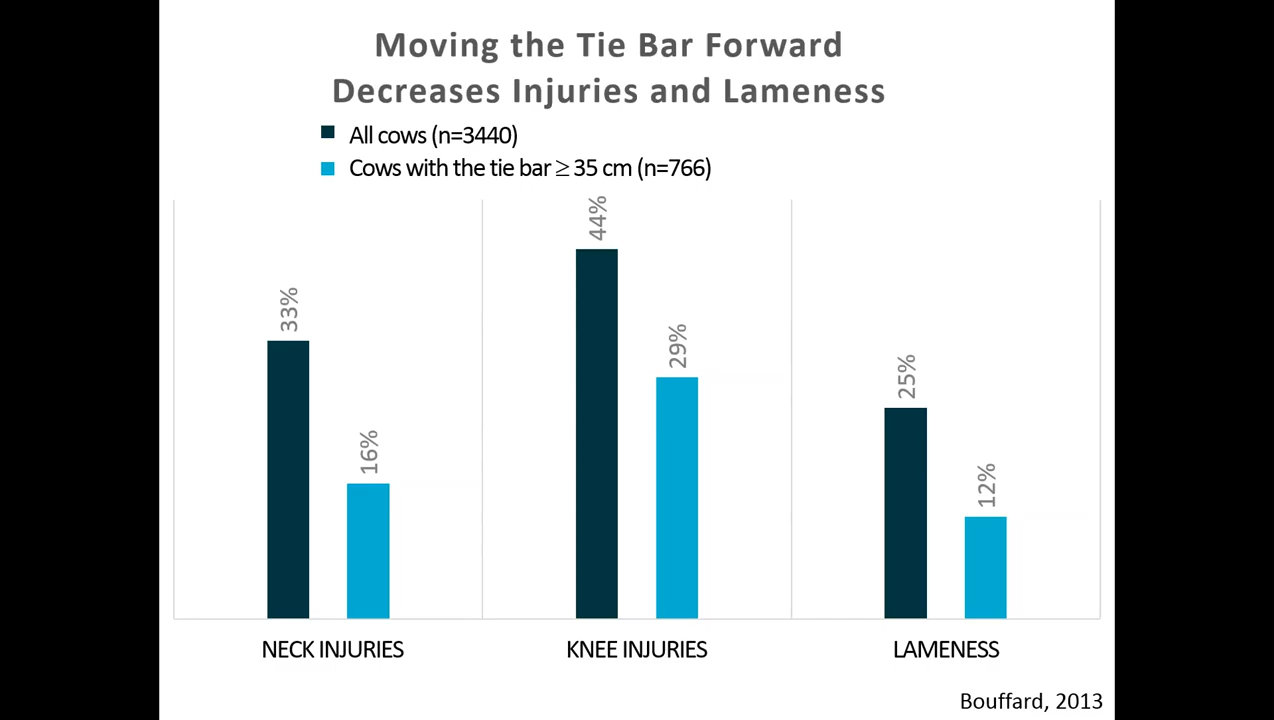 Moving the Tie Bar Forward
Decreases Injuries and Lameness
All cows (n=3440)
Cows with the tie bar ≥ 35 cm (n=766)
33%
16%
44%
29%
25%
12%
NECK INJURIES
KNEE INJURIES
LAMENESS
Bouffard, 2013